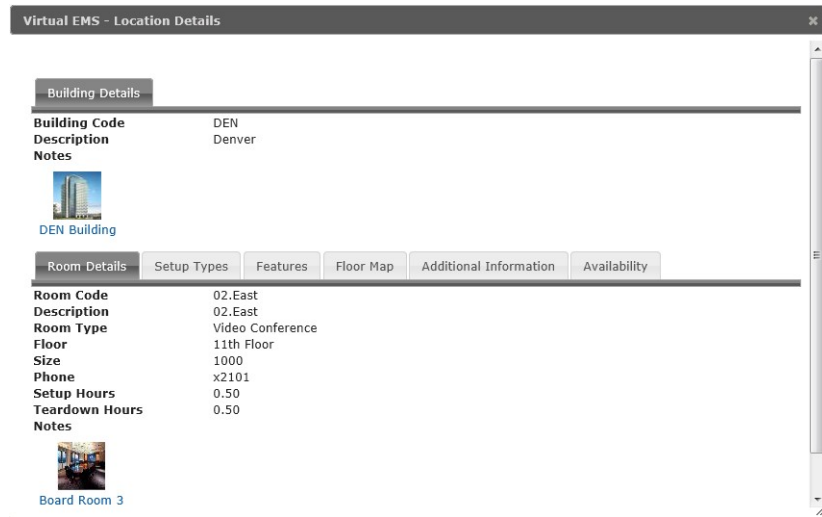 Virtual EMS - Location Details
Building Details
Building Code DEN
Description Denver
Notes
DEN Building
Room Details Setup Types Features Floor Map Additional Information Availability
Room Code 02.East
Description 02.East
Room Type Video Conference
Floor 11th Floor
Size 1000
Phone x2101
Setup Hours 0.50
Teardown Hours 0.50
Notes
Board Room 3